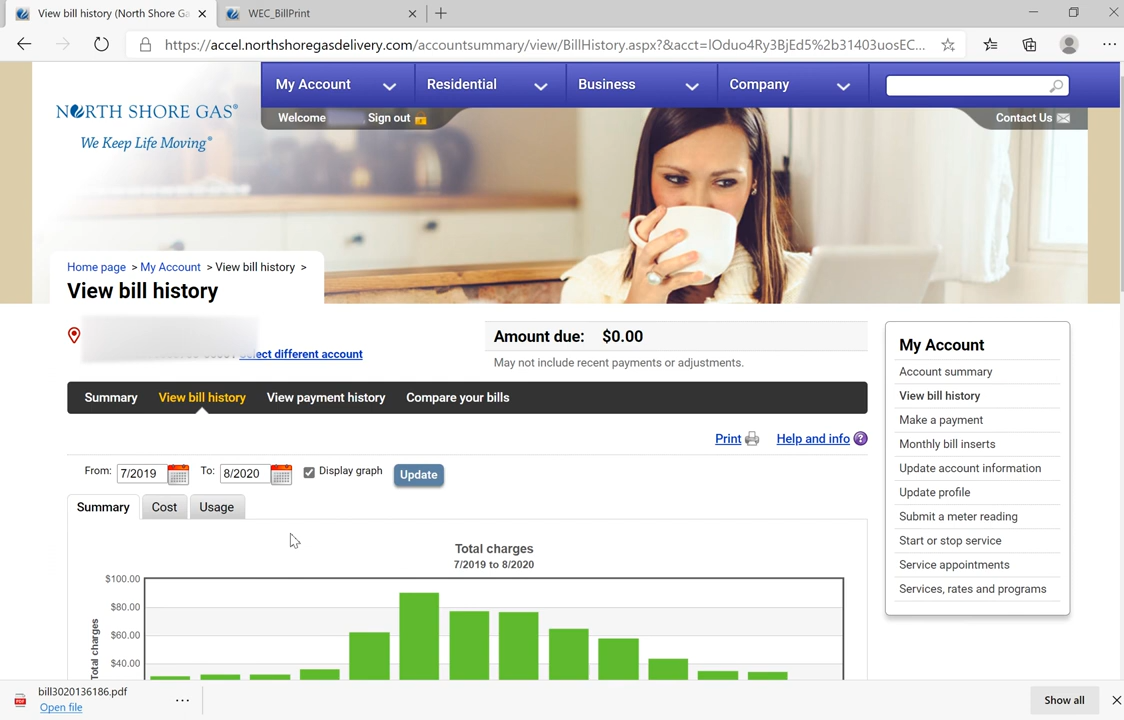 View bill history (North Shore Ga
WEC_BillPrint
https://accel.northshoregasdelivery.com/accountsummary/view/BillHistory.aspx?&acct=lOduo4Ry3BjEd5%2b31403uosEC...
My Account
Residential
Business
Company
NORTH SHORE GAS®
We Keep Life Moving®
Welcome
Sign out
Contact Us
Home page > My Account > View bill history >
View bill history
select different account
Amount due: $0.00
May not include recent payments or adjustments.
Summary
View bill history
View payment history
Compare your bills
Print
Help and info ?
From: 7/2019 To: 8/2020 Display graph Update
Summary
Cost
Usage
Total charges
7/2019 to 8/2020
$100.00
$80.00
$60.00
$40.00
Total charges
My Account
Account summary
View bill history
Make a payment
Monthly bill inserts
Update account information
Update profile
Submit a meter reading
Start or stop service
Service appointments
Services, rates and programs
bill3020136186.pdf
Open file
PDF
Show all